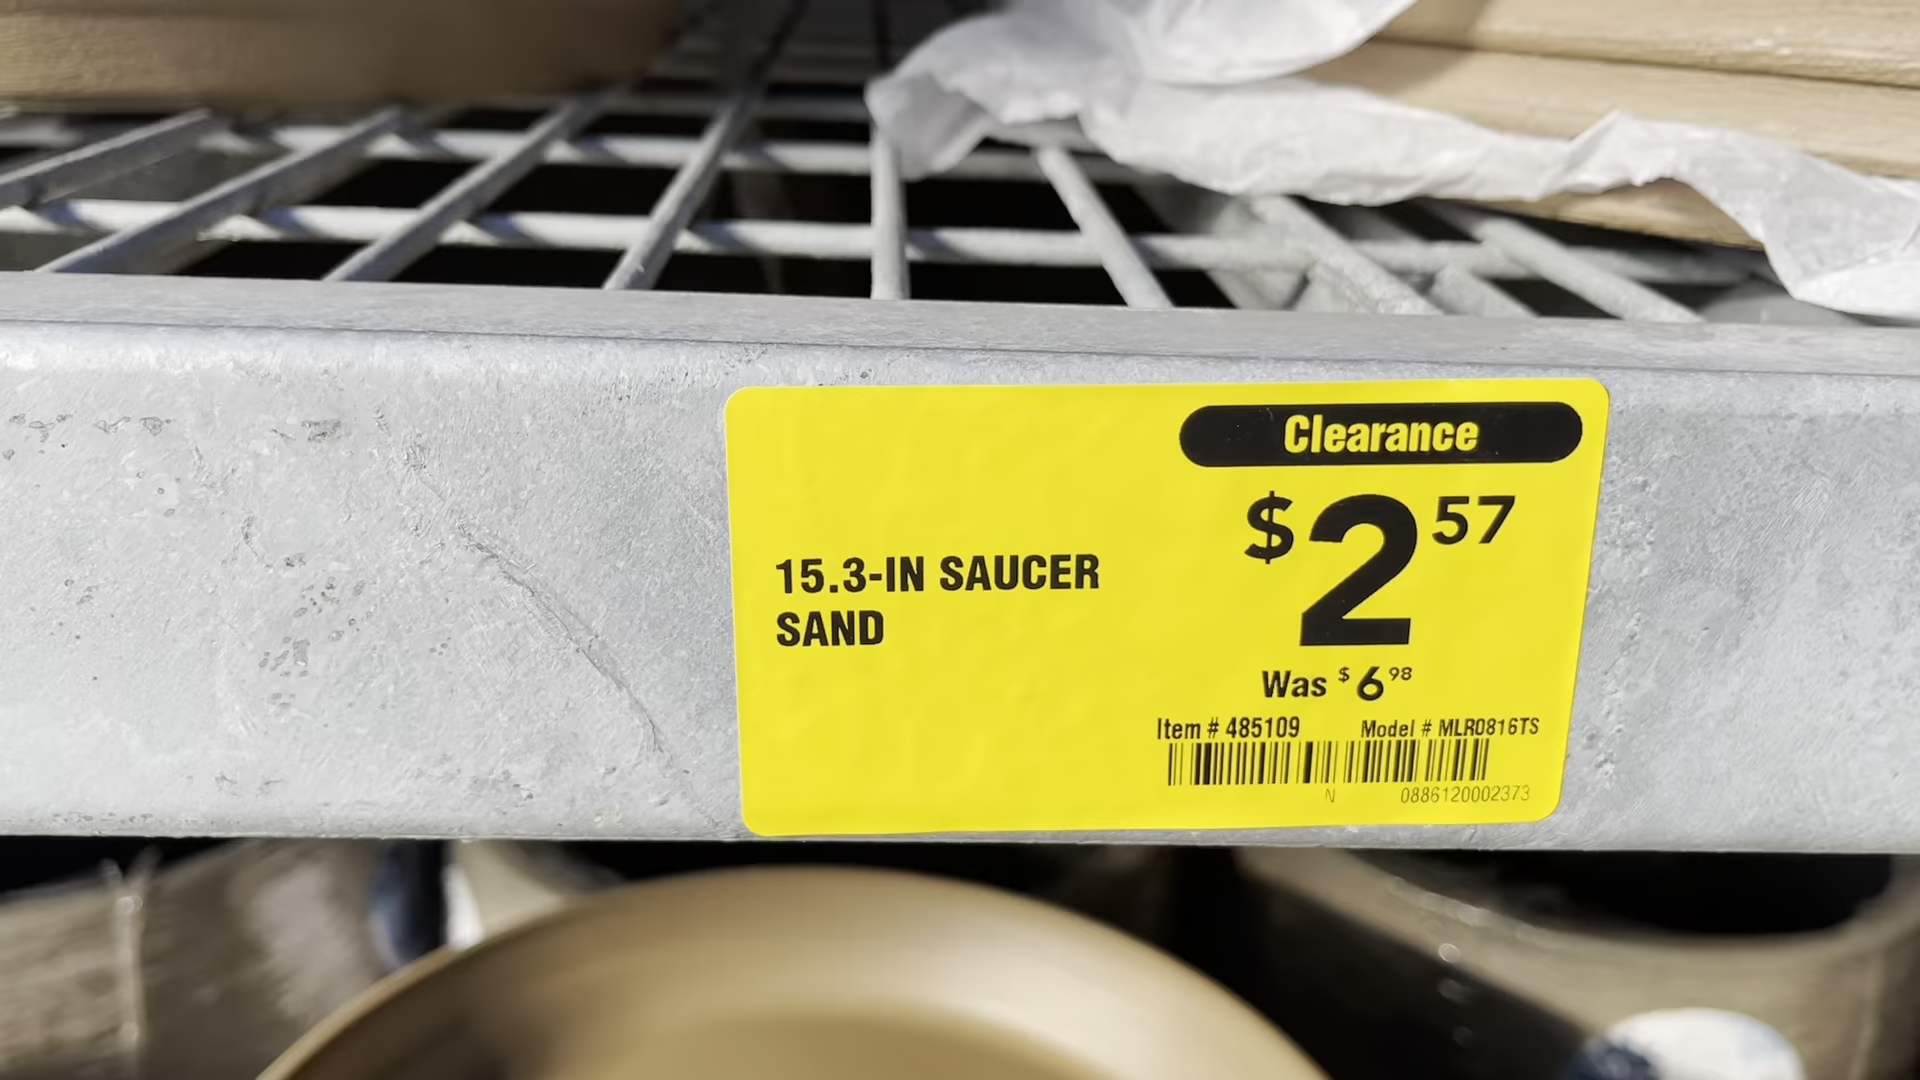 Clearance
$2 57
15.3-IN SAUCER
SAND
Was $6 98
Item # 485109 Model # MLR0816TS
N 0886120002373